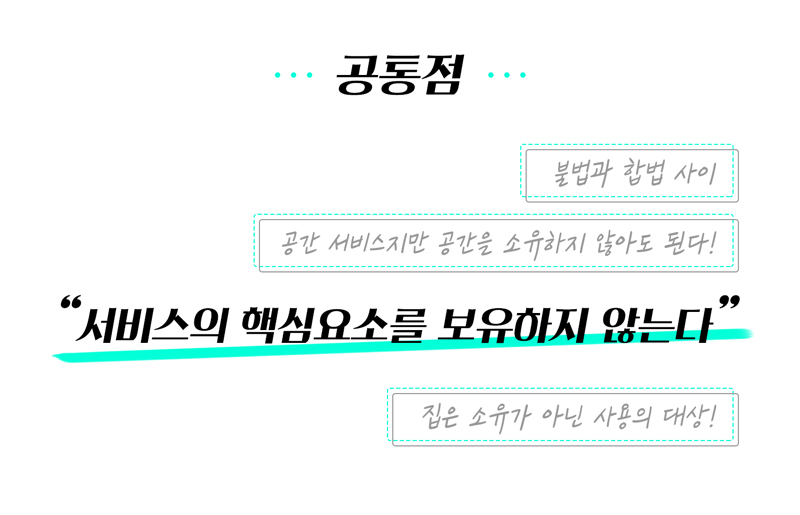 ··· 공통점 ···
불법과 합법 사이
공간 서비스지만 공간을 소유하지 않아도 된다!
“서비스의 핵심요소를 보유하지 않는다”
집은 소유가 아닌 사용의 대상!